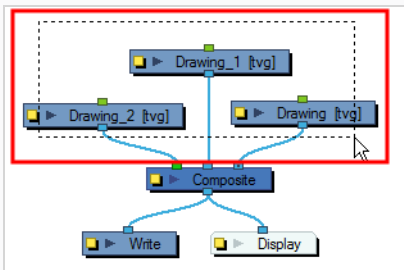 Drawing_1 [tvg]
Drawing_2 [tvg]
Drawing [tvg]
Composite
Write
Display